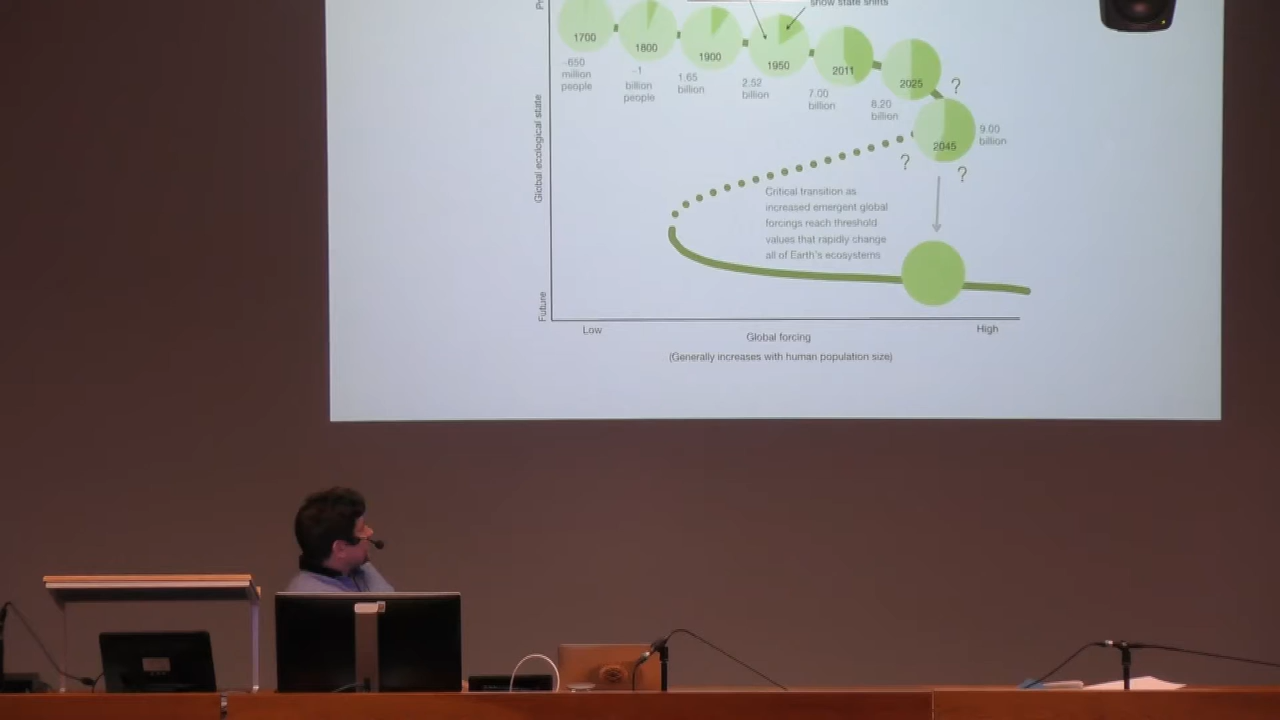 show state shifts
1700
1800
1900
1950
2011
2025
2045
~650
million
people
~1
billion
people
1.65
billion
2.52
billion
7.00
billion
8.20
billion
9.00
billion
?
?
?
Critical transition as
increased emergent global
forcings reach threshold
values that rapidly change
all of Earth's ecosystems
Global ecological state
Future
Low
High
Global forcing
(Generally increases with human population size)